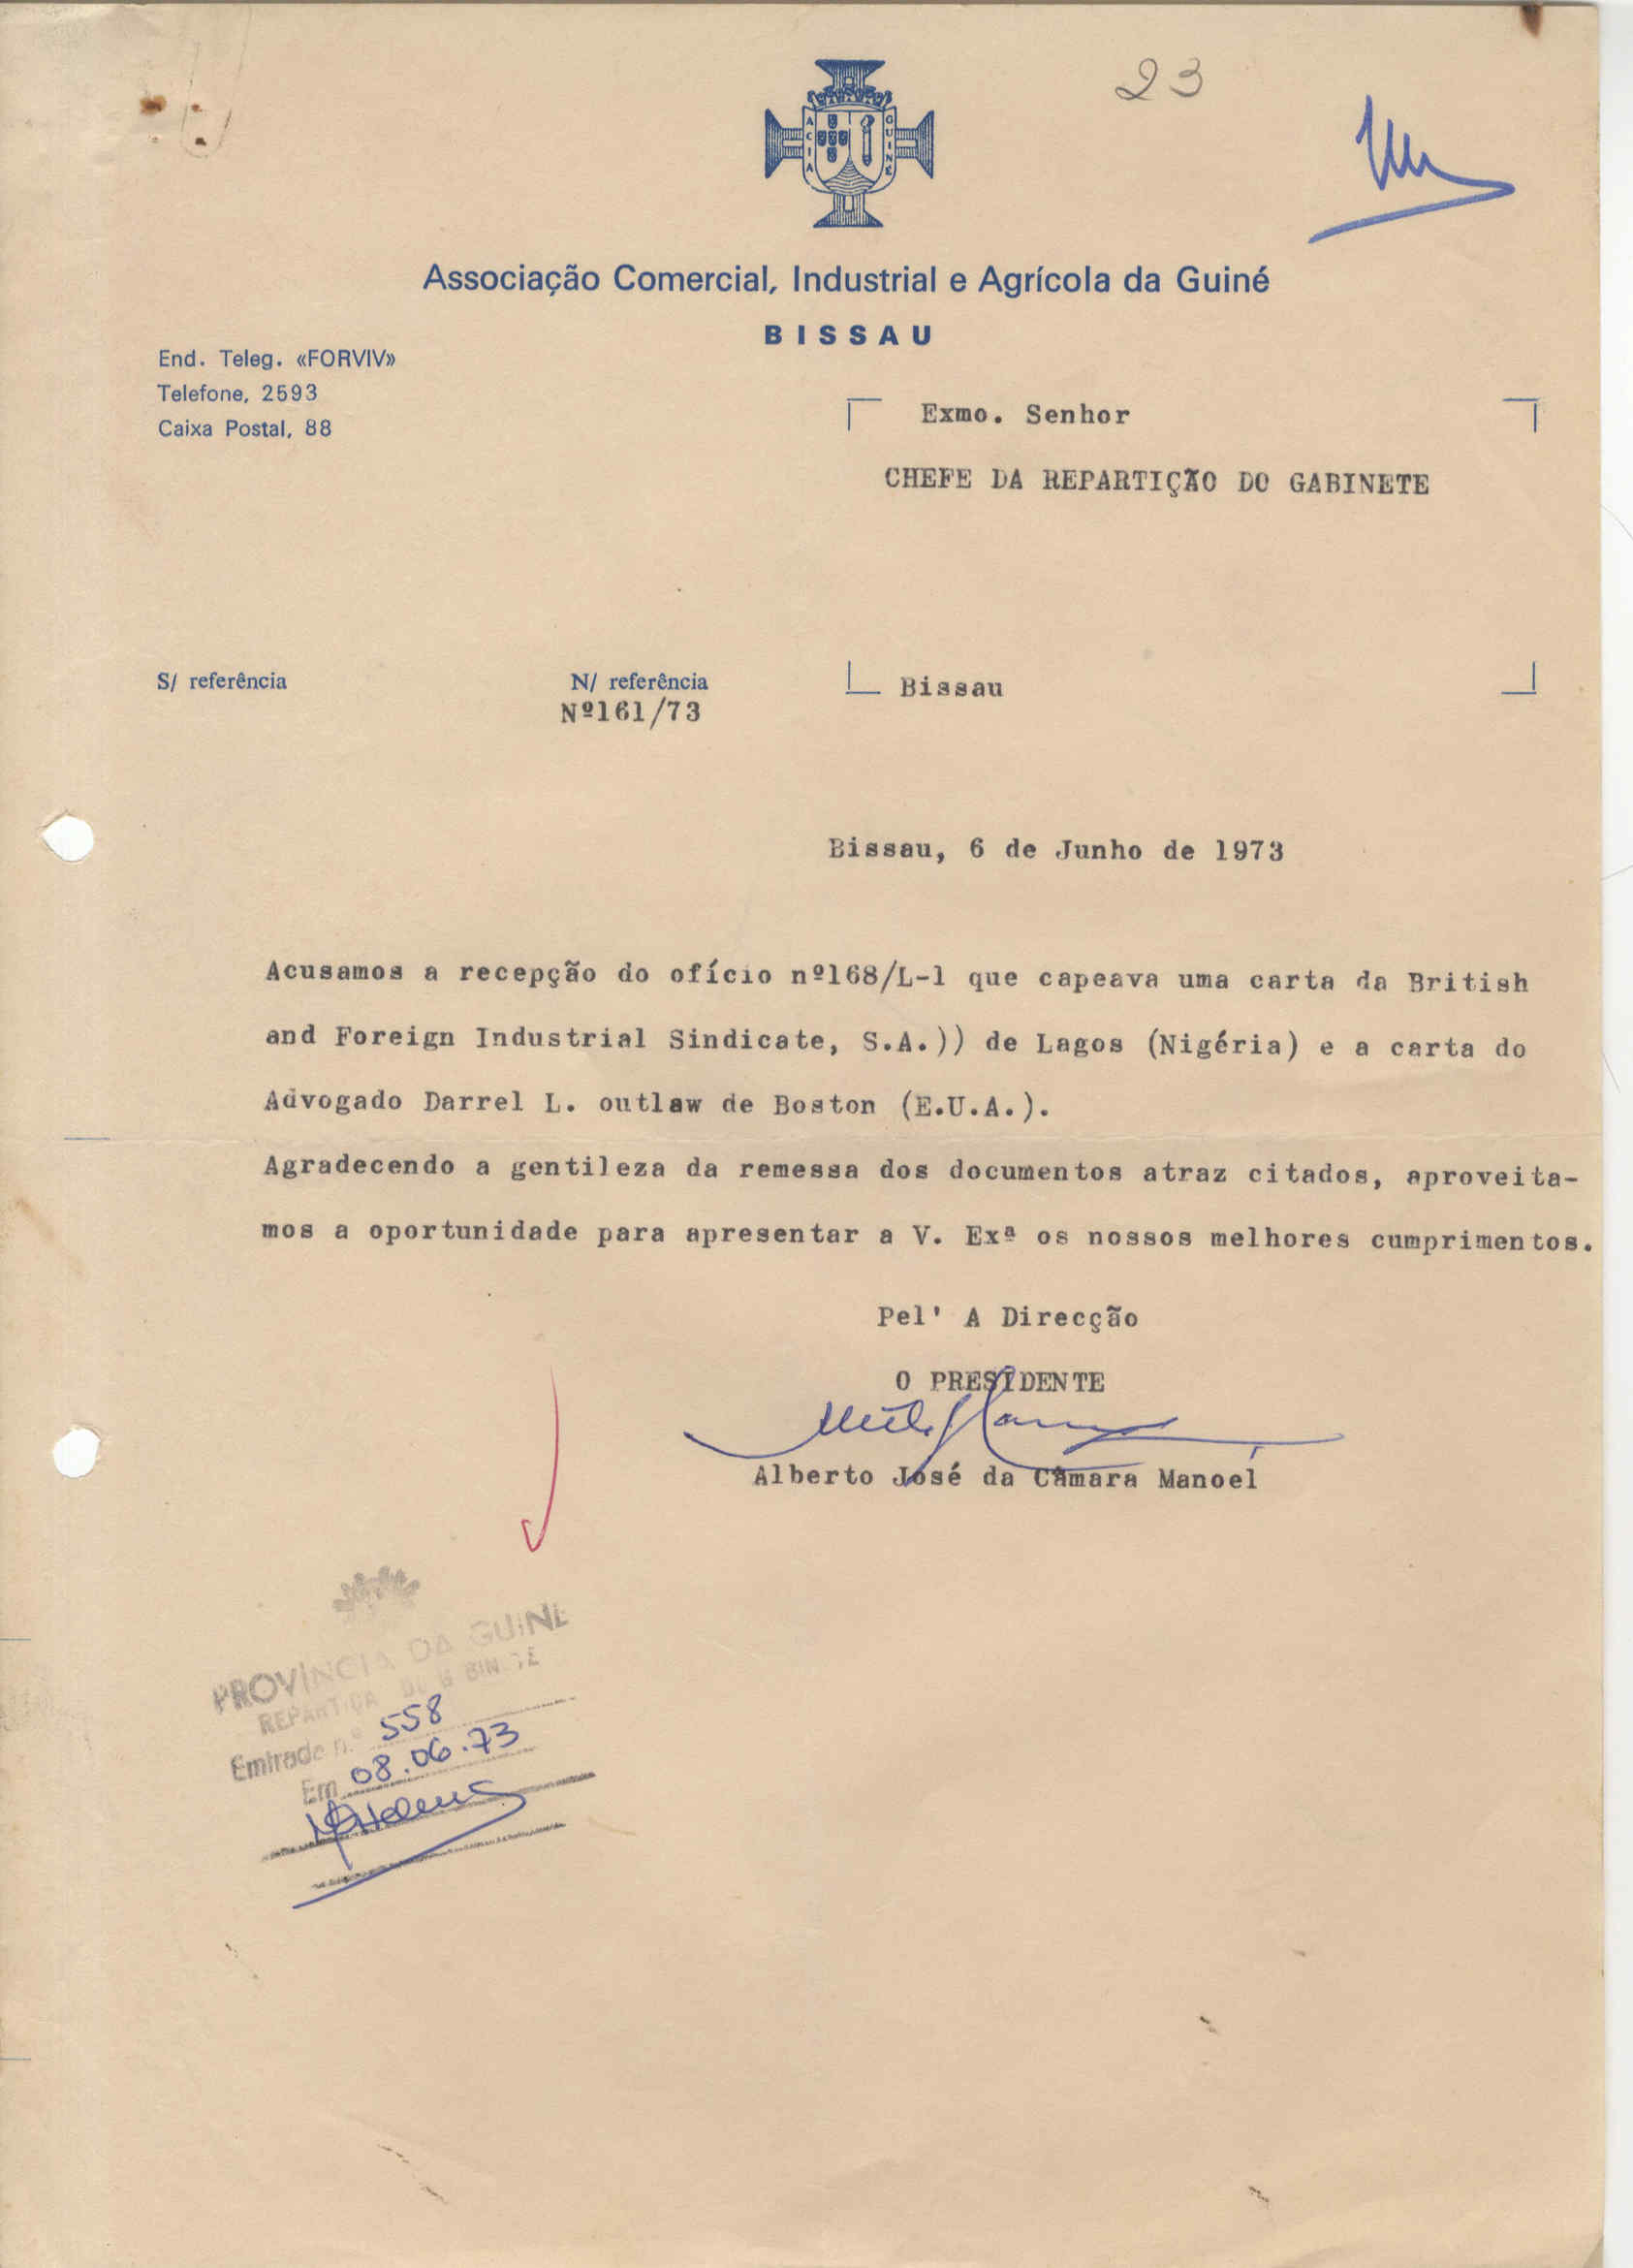 23
ACIA GUINÉ
Associação Comercial, Industrial e Agrícola da Guiné
BISSAU
End. Teleg. «FORVIV»
Telefone, 2593
Caixa Postal, 88
Exmo. Senhor
CHEFE DA REPARTIÇÃO DO GABINETE
S/ referência
N/ referência
Nº161/73
Bissau
Bissau, 6 de Junho de 1973
Acusamos a recepção do ofício nº168/L-1 que capeava uma carta da British
and Foreign Industrial Sindicate, S.A.)) de Lagos (Nigéria) e a carta do
Advogado Darrel L. outlaw de Boston (E.U.A.).
Agradecendo a gentileza da remessa dos documentos atraz citados, aproveita-
mos a oportunidade para apresentar a V. Exª os nossos melhores cumprimentos.
Pel' A Direcção
O PRESIDENTE
Alberto José da Câmara Manoel
PROVÍNCIA DA GUINÉ
Entrada n.º 558
Em 08.06.73